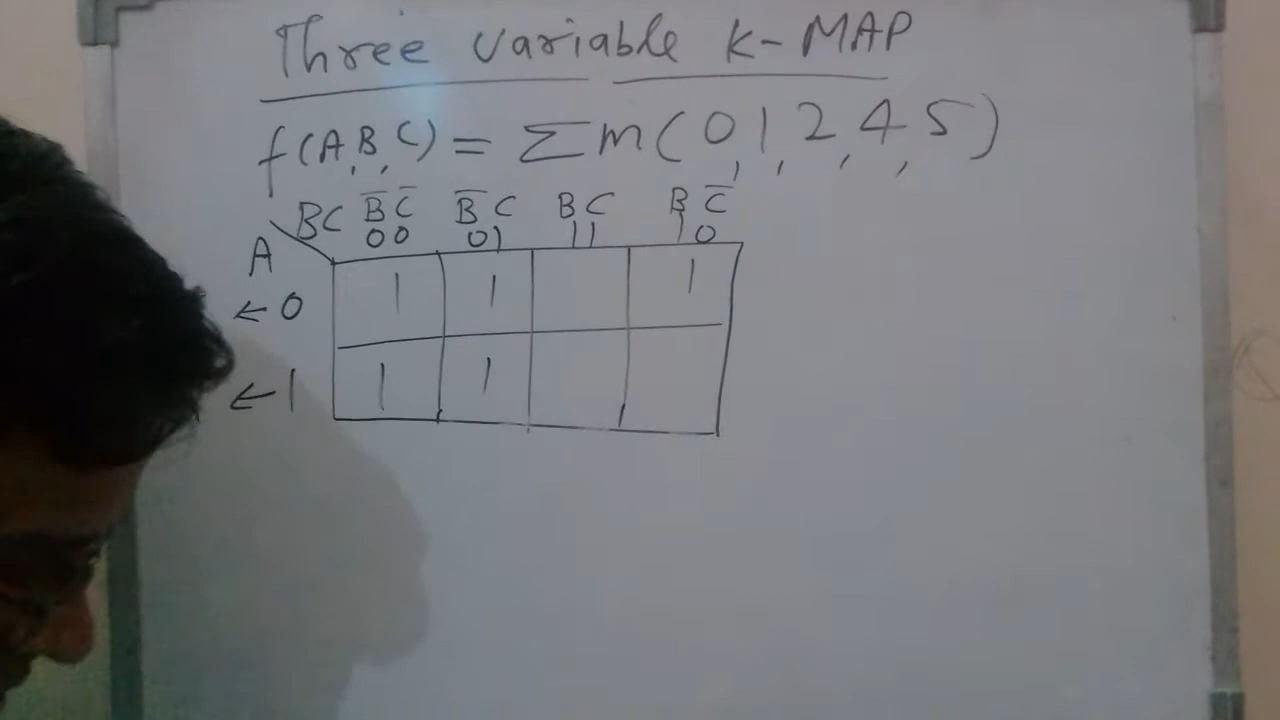 Three variable K-MAP
f(A,B,C) = Σm(0,1,2,4,5)
BC B̅C̅ B̅C BC BC̅
00 01 11 10
A
←0 1 1 1
←1 1 1